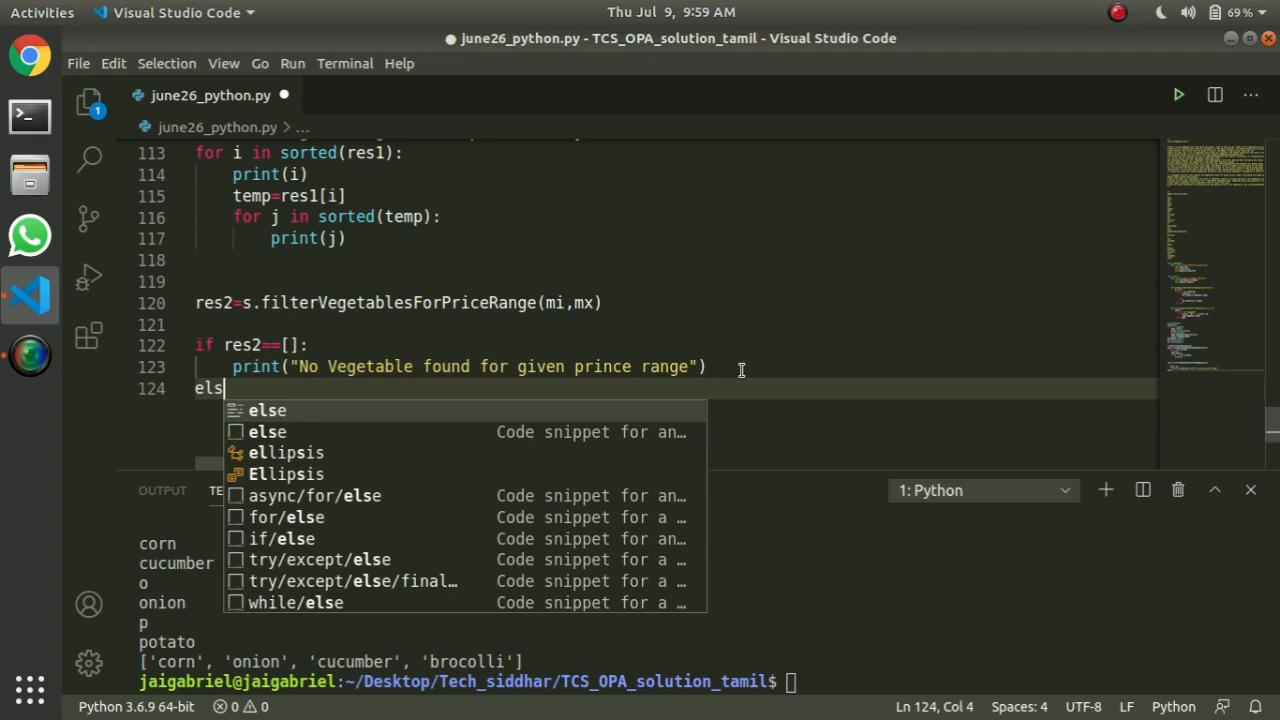 Activities
Visual Studio Code
Thu Jul 9, 9:59 AM
69%
● june26_python.py - TCS_OPA_solution_tamil - Visual Studio Code
File Edit Selection View Go Run Terminal Help
june26_python.py
june26_python.py > ...
1
113 for i in sorted(res1):
114 print(i)
115 temp=res1[i]
116 for j in sorted(temp):
117 print(j)
118
119
120 res2=s.filterVegetablesForPriceRange(mi,mx)
121
122 if res2==[]:
123 print("No Vegetable found for given prince range")
124 els
else
else Code snippet for an…
ellipsis
Ellipsis
async/for/else Code snippet for an…
for/else Code snippet for a …
if/else Code snippet for an…
try/except/else Code snippet for a …
try/except/else/final… Code snippet for a …
while/else Code snippet for a …
OUTPUT TE
1: Python
corn
cucumber
o
onion
p
potato
['corn', 'onion', 'cucumber', 'brocolli']
jaigabriel@jaigabriel:~/Desktop/Tech_siddhar/TCS_OPA_solution_tamil$
Python 3.6.9 64-bit 0 0 Ln 124, Col 4 Spaces: 4 UTF-8 LF Python